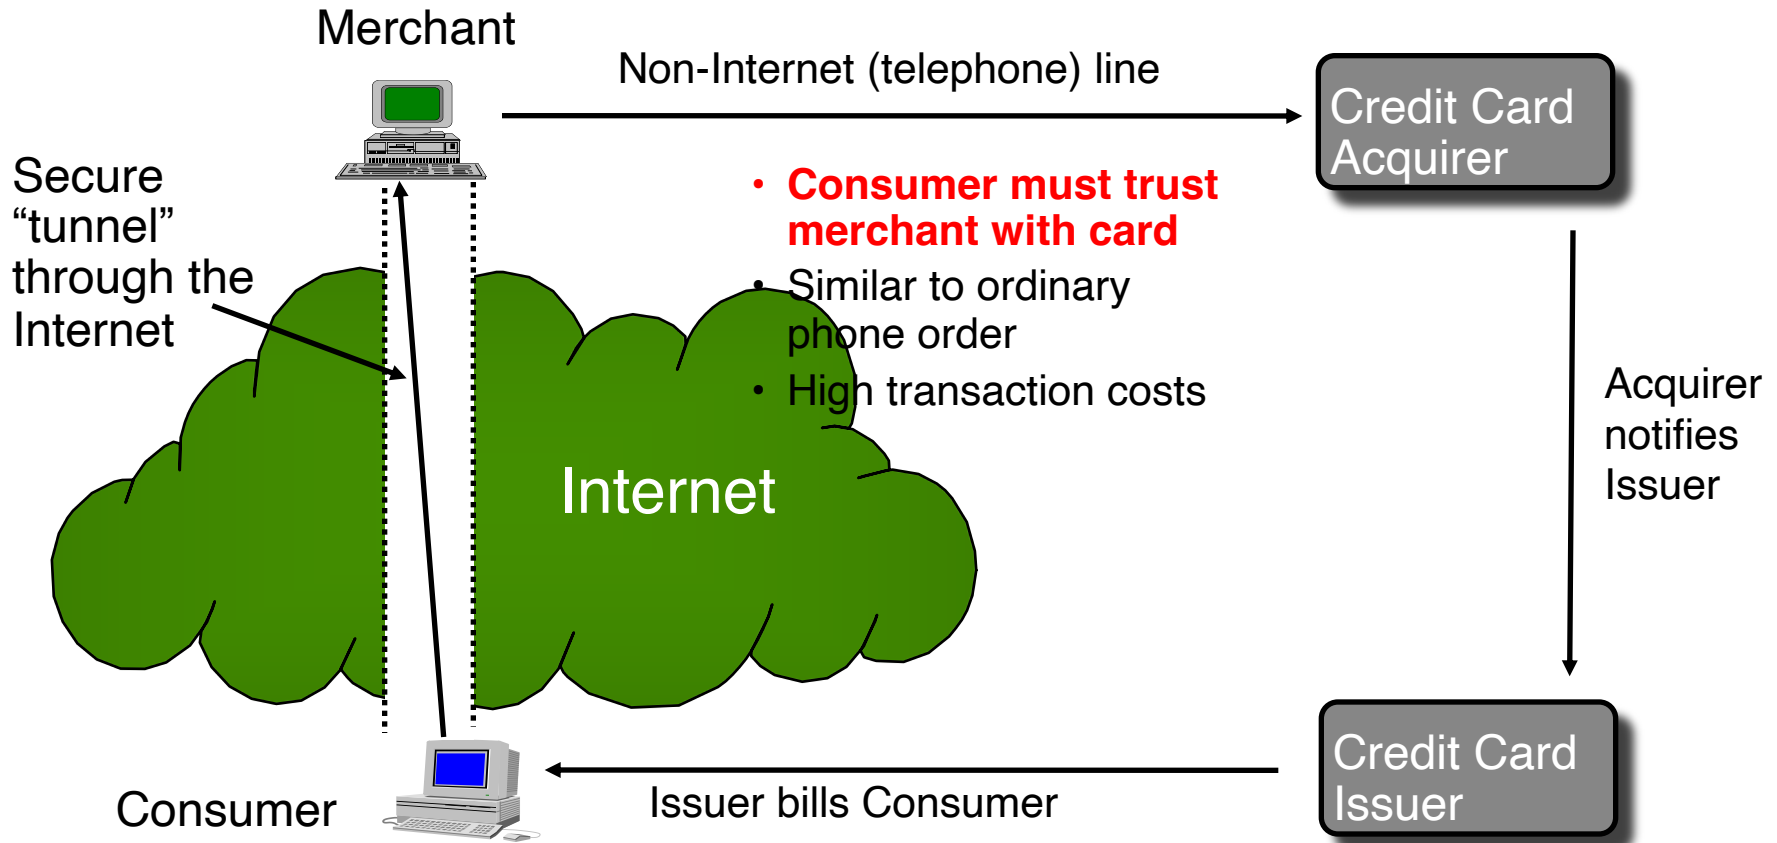 Merchant
Non-Internet (telephone) line
Credit Card
Acquirer
Secure
“tunnel”
through the
Internet
• Consumer must trust
merchant with card
• Similar to ordinary
phone order
• High transaction costs
Internet
Acquirer
notifies
Issuer
Consumer
Issuer bills Consumer
Credit Card
Issuer